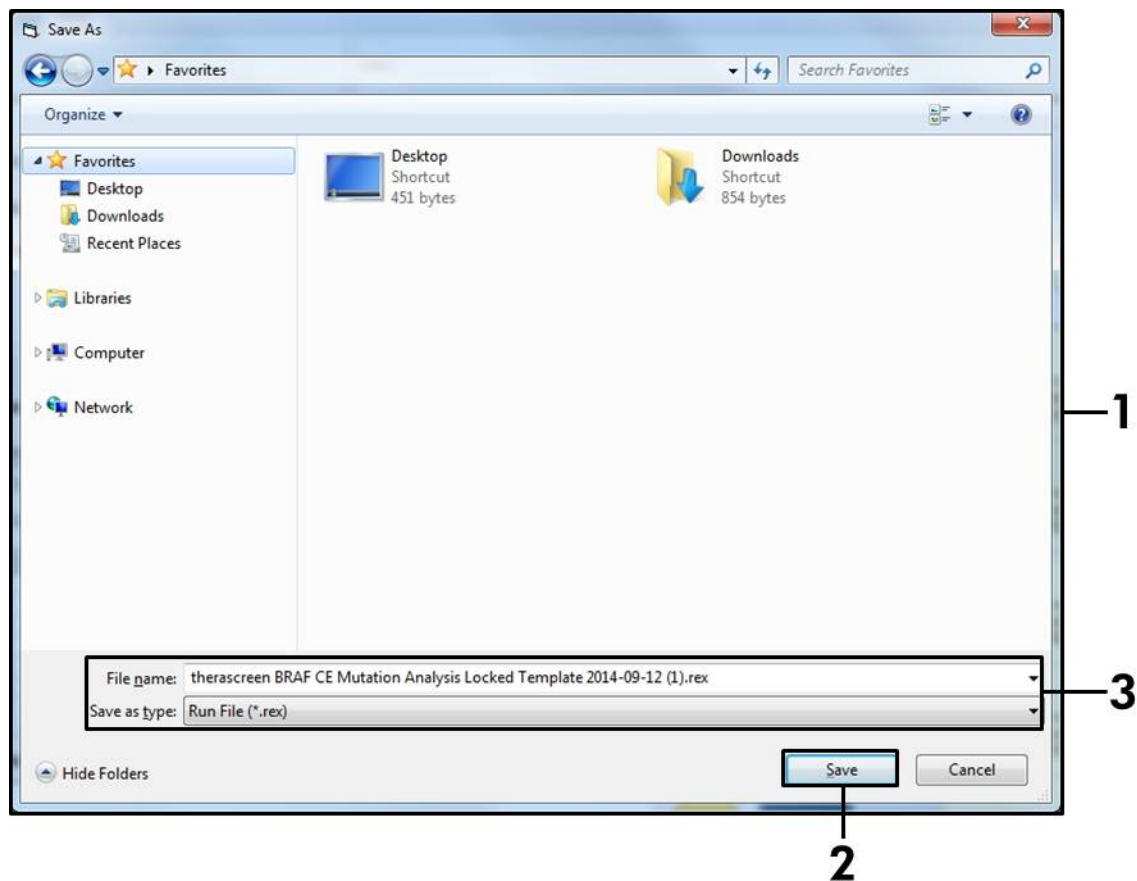 Save As
Favorites
Search Favorites
Organize
Favorites
Desktop
Downloads
Recent Places
Libraries
Computer
Network
Desktop
Shortcut
451 bytes
Downloads
Shortcut
854 bytes
1
File name: therascreen BRAF CE Mutation Analysis Locked Template 2014-09-12 (1).rex
Save as type: Run File (*.rex)
3
Hide Folders
Save
Cancel
2